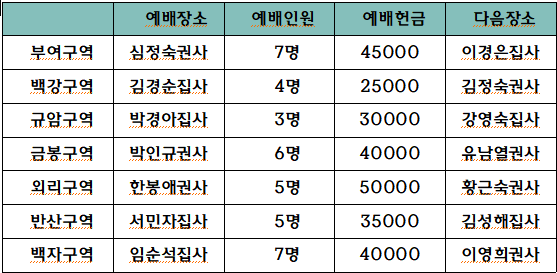 예배장소 예배인원 예배헌금 다음장소
부여구역 심정숙권사 7명 45000 이경은집사
백강구역 김경순집사 4명 25000 김정숙권사
규암구역 박경아집사 3명 30000 강영숙집사
금봉구역 박인규권사 6명 40000 유남열권사
외리구역 한봉애권사 5명 50000 황근숙권사
반산구역 서민자집사 5명 35000 김성해집사
백자구역 임순석집사 7명 40000 이영희권사